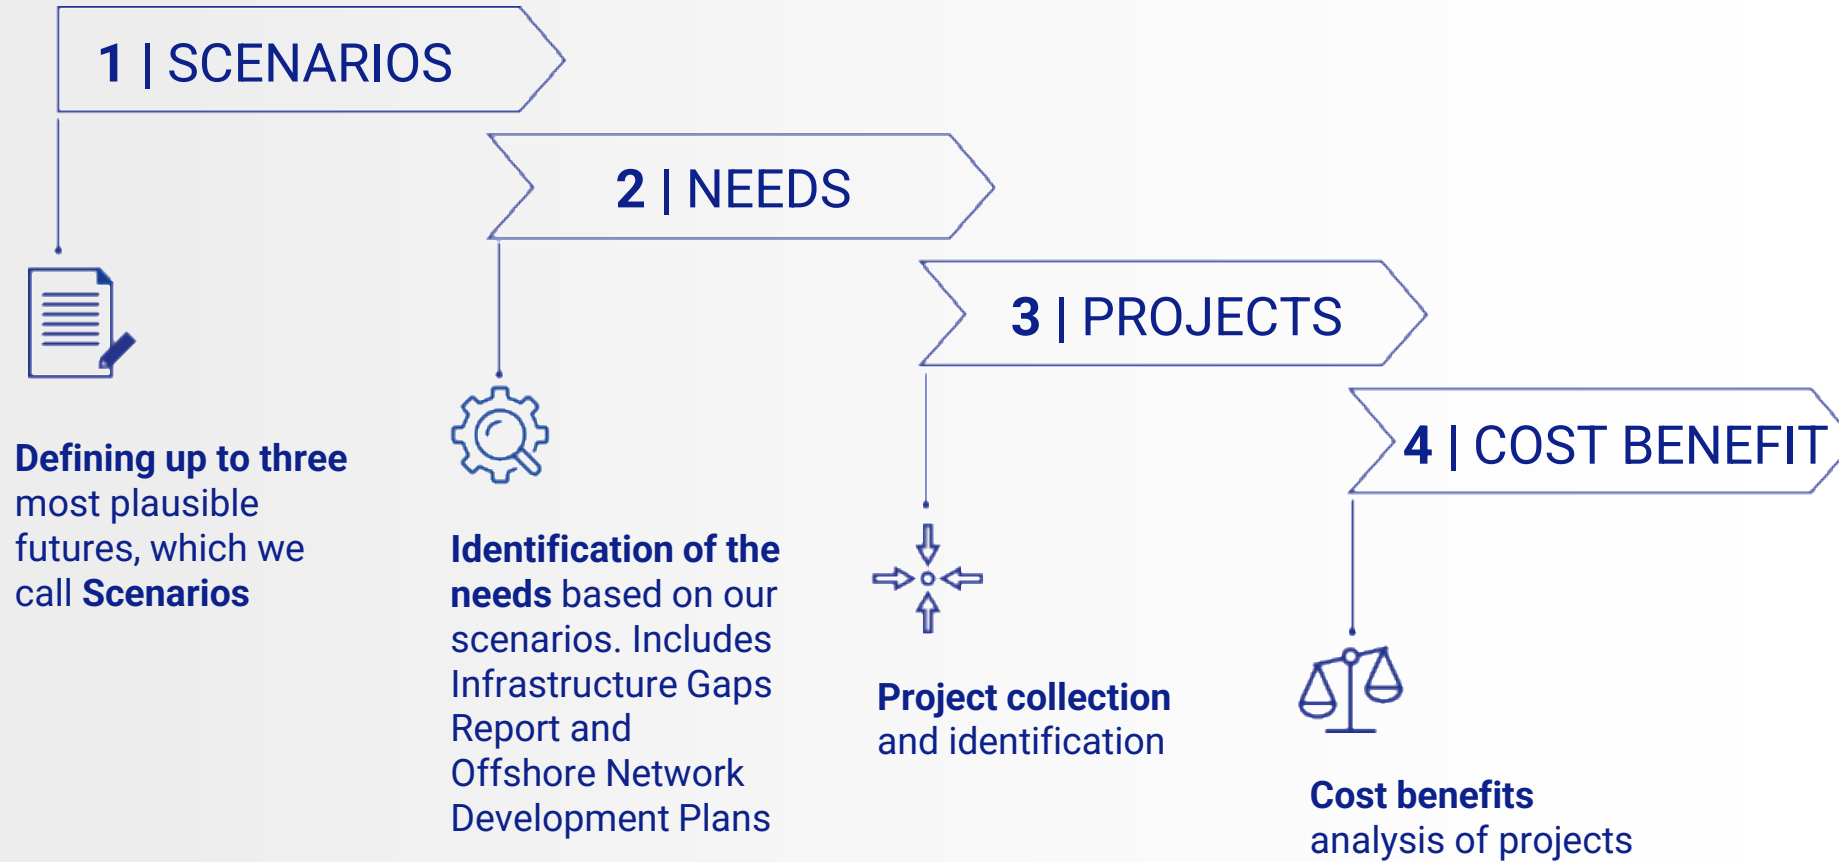 1 | SCENARIOS
2 | NEEDS
3 | PROJECTS
4 | COST BENEFIT
Defining up to three
most plausible
futures, which we
call Scenarios
Identification of the
needs based on our
scenarios. Includes
Infrastructure Gaps
Report and
Offshore Network
Development Plans
Project collection
and identification
Cost benefits
analysis of projects